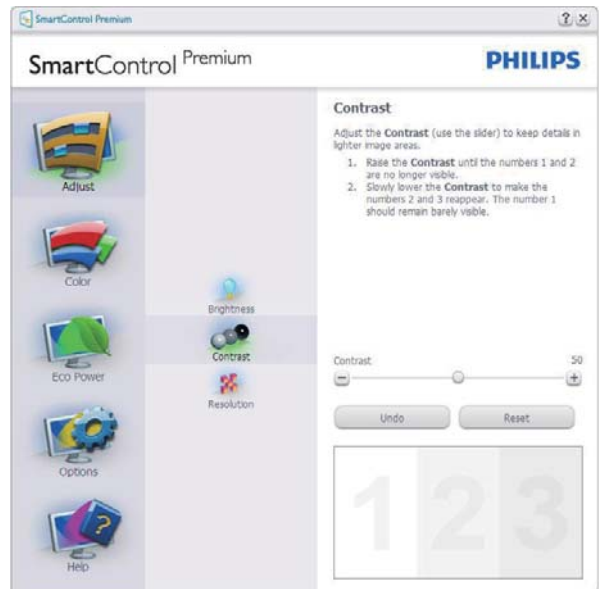 SmartControl Premium
SmartControl Premium
PHILIPS
Adjust
Color
Eco Power
Options
Help
Brightness
Contrast
Resolution
Contrast
Adjust the Contrast (use the slider) to keep details in
lighter image areas.
1. Raise the Contrast until the numbers 1 and 2
are no longer visible.
2. Slowly lower the Contrast to make the
numbers 2 and 3 reappear. The number 1
should remain barely visible.
Contrast 50
Undo Reset
1 2 3